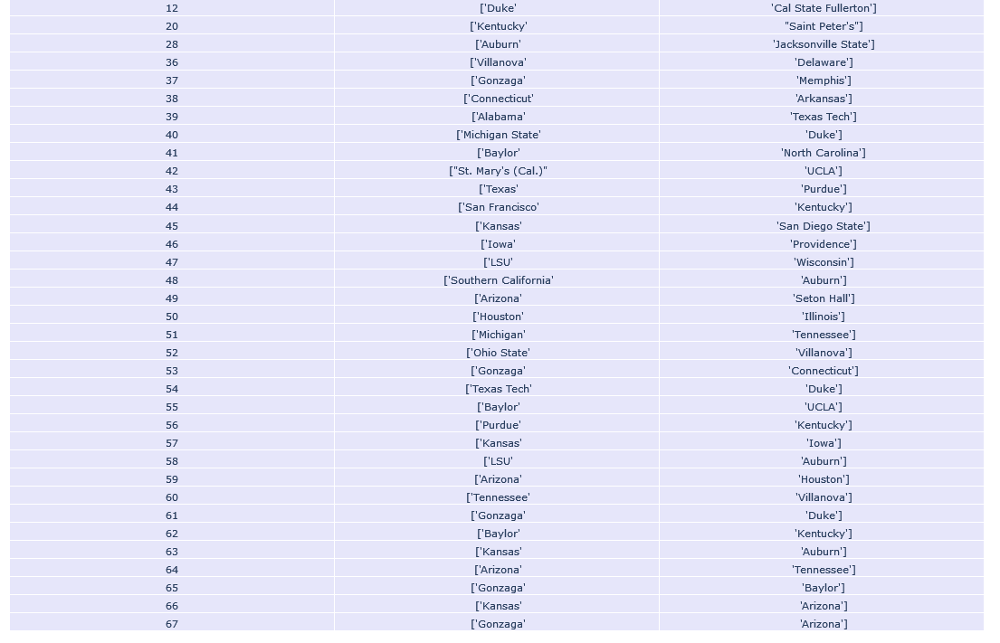 12 ['Duke' 'Cal State Fullerton']
20 ['Kentucky' "Saint Peter's"]
28 ['Auburn' 'Jacksonville State']
36 ['Villanova' 'Delaware']
37 ['Gonzaga' 'Memphis']
38 ['Connecticut' 'Arkansas']
39 ['Alabama' 'Texas Tech']
40 ['Michigan State' 'Duke']
41 ['Baylor' 'North Carolina']
42 ["St. Mary's (Cal.)" 'UCLA']
43 ['Texas' 'Purdue']
44 ['San Francisco' 'Kentucky']
45 ['Kansas' 'San Diego State']
46 ['Iowa' 'Providence']
47 ['LSU' 'Wisconsin']
48 ['Southern California' 'Auburn']
49 ['Arizona' 'Seton Hall']
50 ['Houston' 'Illinois']
51 ['Michigan' 'Tennessee']
52 ['Ohio State' 'Villanova']
53 ['Gonzaga' 'Connecticut']
54 ['Texas Tech' 'Duke']
55 ['Baylor' 'UCLA']
56 ['Purdue' 'Kentucky']
57 ['Kansas' 'Iowa']
58 ['LSU' 'Auburn']
59 ['Arizona' 'Houston']
60 ['Tennessee' 'Villanova']
61 ['Gonzaga' 'Duke']
62 ['Baylor' 'Kentucky']
63 ['Kansas' 'Auburn']
64 ['Arizona' 'Tennessee']
65 ['Gonzaga' 'Baylor']
66 ['Kansas' 'Arizona']
67 ['Gonzaga' 'Arizona']